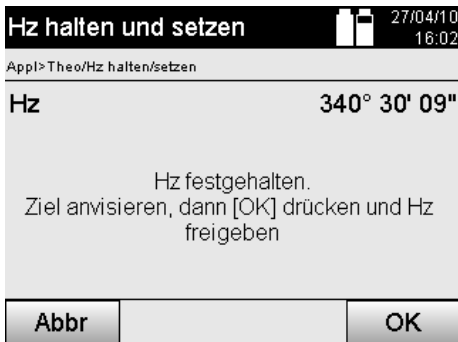 Hz halten und setzen
27/04/10
16:02
Appl>Theo/Hz halten/setzen
Hz 340° 30' 09"
Hz festgehalten.
Ziel anvisieren, dann [OK] drücken und Hz
freigeben
Abbr OK